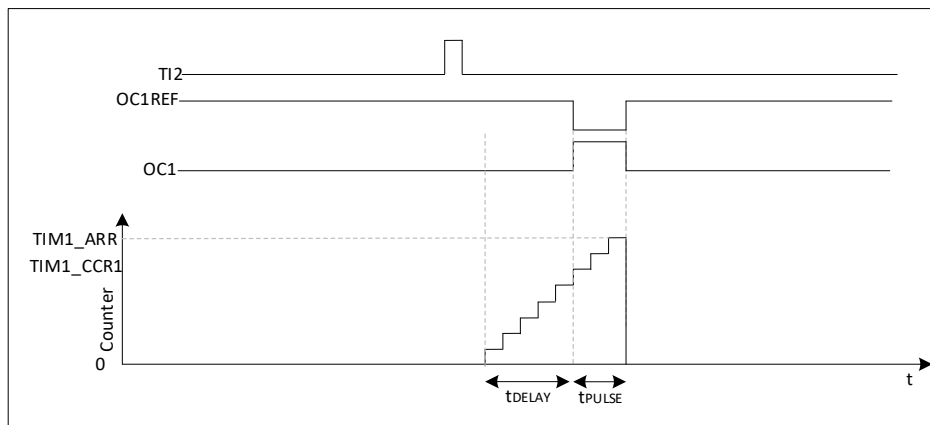 TI2
OC1REF
OC1
TIM1_ARR
TIM1_CCR1
Counter
0
t
tDELAY
tPULSE